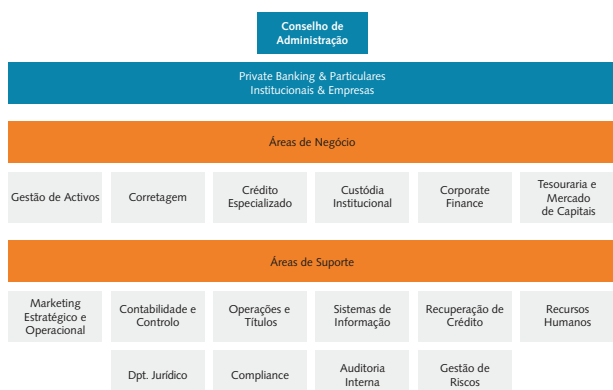 Conselho de
Administração
Private Banking & Particulares
Institucionais & Empresas
Áreas de Negócio
Gestão de Activos
Corretagem
Crédito
Especializado
Custódia
Institucional
Corporate
Finance
Tesouraria e
Mercado
de Capitais
Áreas de Suporte
Marketing
Estratégico e
Operacional
Contabilidade e
Controlo
Operações e
Títulos
Sistemas de
Informação
Recuperação de
Crédito
Recursos
Humanos
Dpt. Jurídico
Compliance
Auditoria
Interna
Gestão de
Riscos